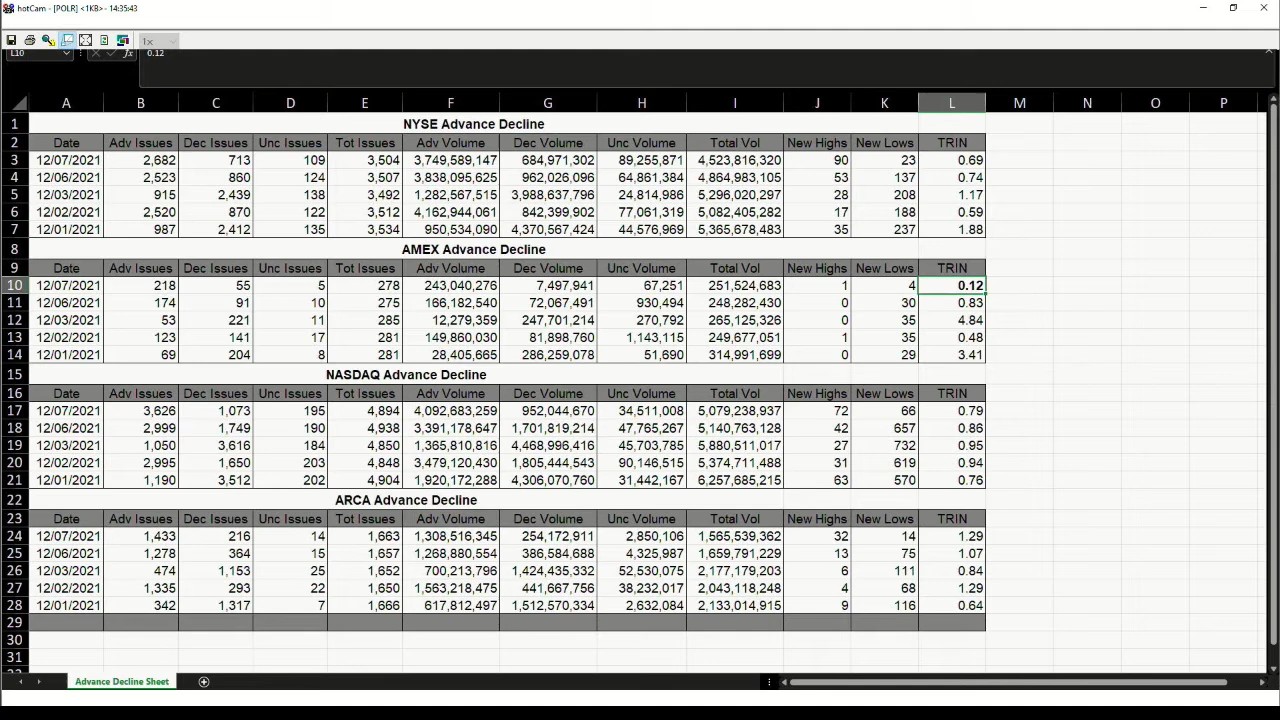 hotCam - [POLR] <1KB> - 14:35:43
1x
L10 fx 0.12
A B C D E F G H I J K L M N O P
1 NYSE Advance Decline
2 Date Adv Issues Dec Issues Unc Issues Tot Issues Adv Volume Dec Volume Unc Volume Total Vol New Highs New Lows TRIN
3 12/07/2021 2,682 713 109 3,504 3,749,589,147 684,971,302 89,255,871 4,523,816,320 90 23 0.69
4 12/06/2021 2,523 860 124 3,507 3,838,095,625 962,026,096 64,861,384 4,864,983,105 53 137 0.74
5 12/03/2021 915 2,439 138 3,492 1,282,567,515 3,988,637,796 24,814,986 5,296,020,297 28 208 1.17
6 12/02/2021 2,520 870 122 3,512 4,162,944,061 842,399,902 77,061,319 5,082,405,282 17 188 0.59
7 12/01/2021 987 2,412 135 3,534 950,534,090 4,370,567,424 44,576,969 5,365,678,483 35 237 1.88
8 AMEX Advance Decline
9 Date Adv Issues Dec Issues Unc Issues Tot Issues Adv Volume Dec Volume Unc Volume Total Vol New Highs New Lows TRIN
10 12/07/2021 218 55 5 278 243,040,276 7,497,941 67,251 251,524,683 1 4 0.12
11 12/06/2021 174 91 10 275 166,182,540 72,067,491 930,494 248,282,430 0 30 0.83
12 12/03/2021 53 221 11 285 12,279,359 247,701,214 270,792 265,125,326 0 35 4.84
13 12/02/2021 123 141 17 281 149,860,030 81,898,760 1,143,115 249,677,051 1 35 0.48
14 12/01/2021 69 204 8 281 28,405,665 286,259,078 51,690 314,991,699 0 29 3.41
15 NASDAQ Advance Decline
16 Date Adv Issues Dec Issues Unc Issues Tot Issues Adv Volume Dec Volume Unc Volume Total Vol New Highs New Lows TRIN
17 12/07/2021 3,626 1,073 195 4,894 4,092,683,259 952,044,670 34,511,008 5,079,238,937 72 66 0.79
18 12/06/2021 2,999 1,749 190 4,938 3,391,178,647 1,701,819,214 47,765,267 5,140,763,128 42 657 0.86
19 12/03/2021 1,050 3,616 184 4,850 1,365,810,816 4,468,996,416 45,703,785 5,880,511,017 27 732 0.95
20 12/02/2021 2,995 1,650 203 4,848 3,479,120,430 1,805,444,543 90,146,515 5,374,711,488 31 619 0.94
21 12/01/2021 1,190 3,512 202 4,904 1,920,172,288 4,306,070,760 31,442,167 6,257,685,215 63 570 0.76
22 ARCA Advance Decline
23 Date Adv Issues Dec Issues Unc Issues Tot Issues Adv Volume Dec Volume Unc Volume Total Vol New Highs New Lows TRIN
24 12/07/2021 1,433 216 14 1,663 1,308,516,345 254,172,911 2,850,106 1,565,539,362 32 14 1.29
25 12/06/2021 1,278 364 15 1,657 1,268,880,554 386,584,688 4,325,987 1,659,791,229 13 75 1.07
26 12/03/2021 474 1,153 25 1,652 700,213,796 1,424,435,332 52,530,075 2,177,179,203 6 111 0.84
27 12/02/2021 1,335 293 22 1,650 1,563,218,475 441,667,756 38,232,017 2,043,118,248 4 68 1.29
28 12/01/2021 342 1,317 7 1,666 617,812,497 1,512,570,334 2,632,084 2,133,014,915 9 116 0.64
29
30
31
Advance Decline Sheet